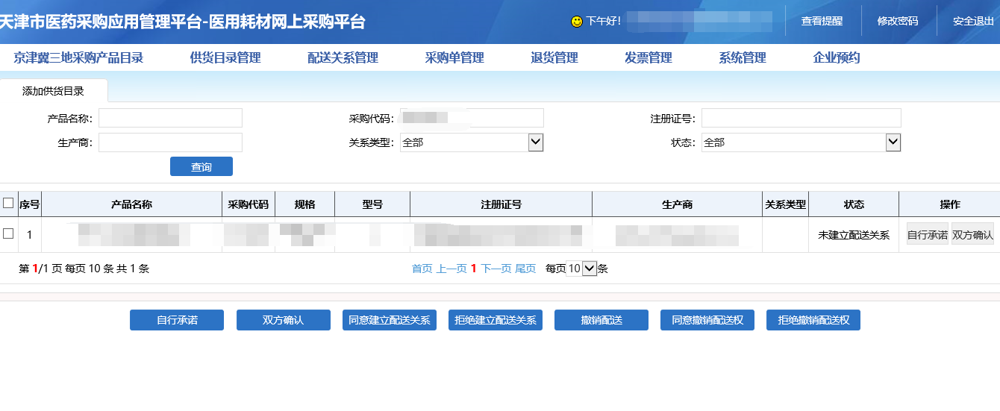 天津市医药采购应用管理平台-医用耗材网上采购平台 下午好! 查看提醒 修改密码 安全退出
京津冀三地采购产品目录 供货目录管理 配送关系管理 采购单管理 退货管理 发票管理 系统管理 企业预约
添加供货目录
产品名称: 采购代码: 注册证号:
生产商: 关系类型: 全部 状态: 全部
查询
序号 产品名称 采购代码 规格 型号 注册证号 生产商 关系类型 状态 操作
1 未建立配送关系 自行承诺 双方确认
第 1/1 页 每页 10 条 共 1 条 首页 上一页 1 下一页 尾页 每页10条
自行承诺 双方确认 同意建立配送关系 拒绝建立配送关系 撤销配送 同意撤销配送权 拒绝撤销配送权